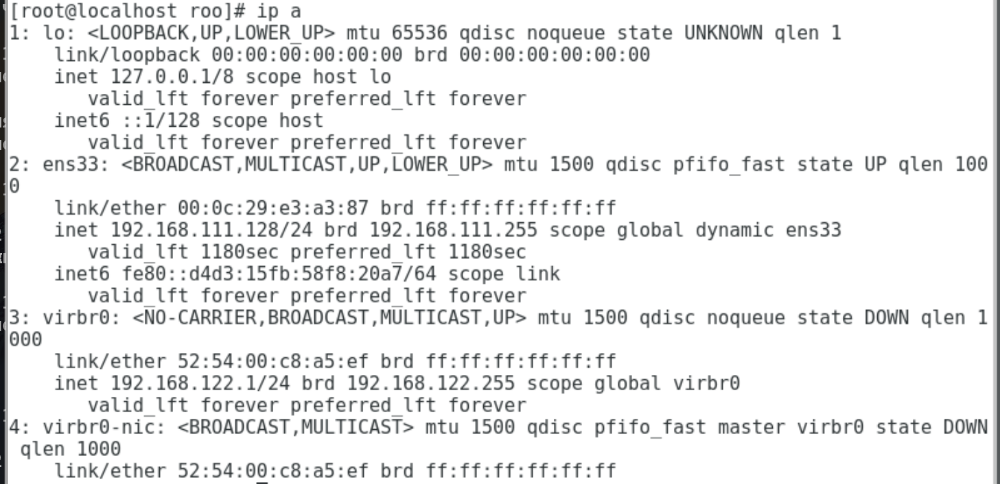 [root@localhost roo]# ip a
1: lo: <LOOPBACK,UP,LOWER_UP> mtu 65536 qdisc noqueue state UNKNOWN qlen 1
    link/loopback 00:00:00:00:00:00 brd 00:00:00:00:00:00
    inet 127.0.0.1/8 scope host lo
       valid_lft forever preferred_lft forever
    inet6 ::1/128 scope host
       valid_lft forever preferred_lft forever
2: ens33: <BROADCAST,MULTICAST,UP,LOWER_UP> mtu 1500 qdisc pfifo_fast state UP qlen 100
0
    link/ether 00:0c:29:e3:a3:87 brd ff:ff:ff:ff:ff:ff
    inet 192.168.111.128/24 brd 192.168.111.255 scope global dynamic ens33
       valid_lft 1180sec preferred_lft 1180sec
    inet6 fe80::d4d3:15fb:58f8:20a7/64 scope link
       valid_lft forever preferred_lft forever
3: virbr0: <NO-CARRIER,BROADCAST,MULTICAST,UP> mtu 1500 qdisc noqueue state DOWN qlen 1
000
    link/ether 52:54:00:c8:a5:ef brd ff:ff:ff:ff:ff:ff
    inet 192.168.122.1/24 brd 192.168.122.255 scope global virbr0
       valid_lft forever preferred_lft forever
4: virbr0-nic: <BROADCAST,MULTICAST> mtu 1500 qdisc pfifo_fast master virbr0 state DOWN
 qlen 1000
    link/ether 52:54:00:c8:a5:ef brd ff:ff:ff:ff:ff:ff